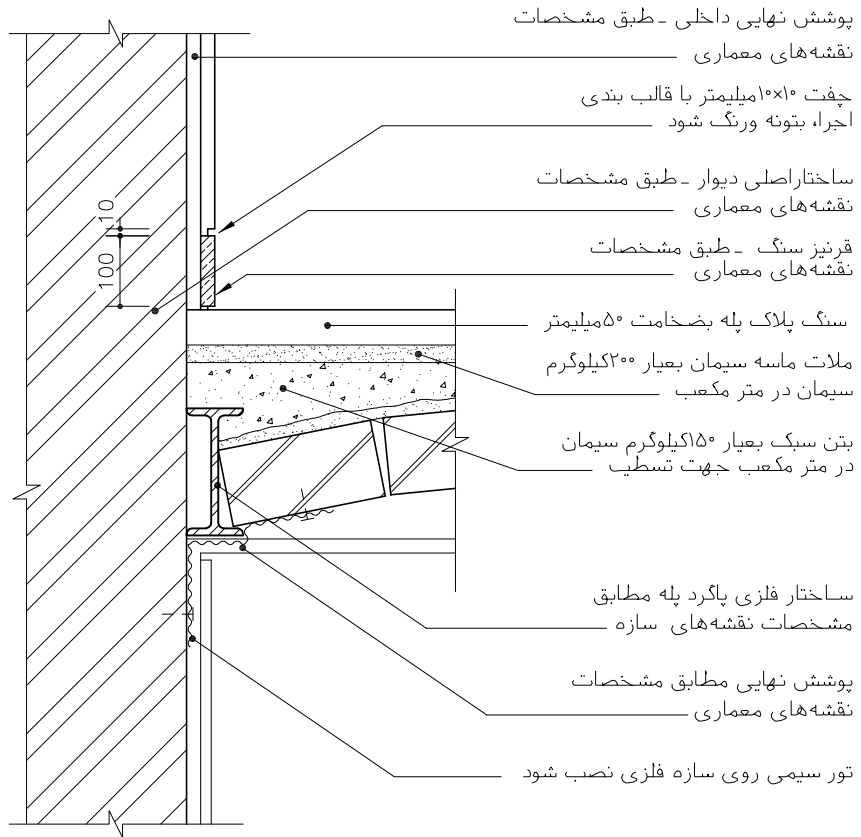 پوشش نهایی داخلی - طبق مشخصات
نقشه‌های معماری
چفت ۱۰×۱۰میلیمتر با قالب بندی
اجرا، بتونه ورنگ شود
ساختاراصلی دیوار - طبق مشخصات
نقشه‌های معماری
قرنیز سنگ - طبق مشخصات
نقشه‌های معماری
سنگ پلاک پله بضخامت ۵۰میلیمتر
ملات ماسه سیمان بعیار ۲۰۰کیلوگرم
سیمان در متر مکعب
بتن سبک بعیار ۱۵۰کیلوگرم سیمان
در متر مکعب جهت تسطیب
ساختار فلزی پاگرد پله مطابق
مشخصات نقشه‌های سازه
پوشش نهایی مطابق مشخصات
نقشه‌های معماری
تور سیمی روی سازه فلزی نصب شود
10
100